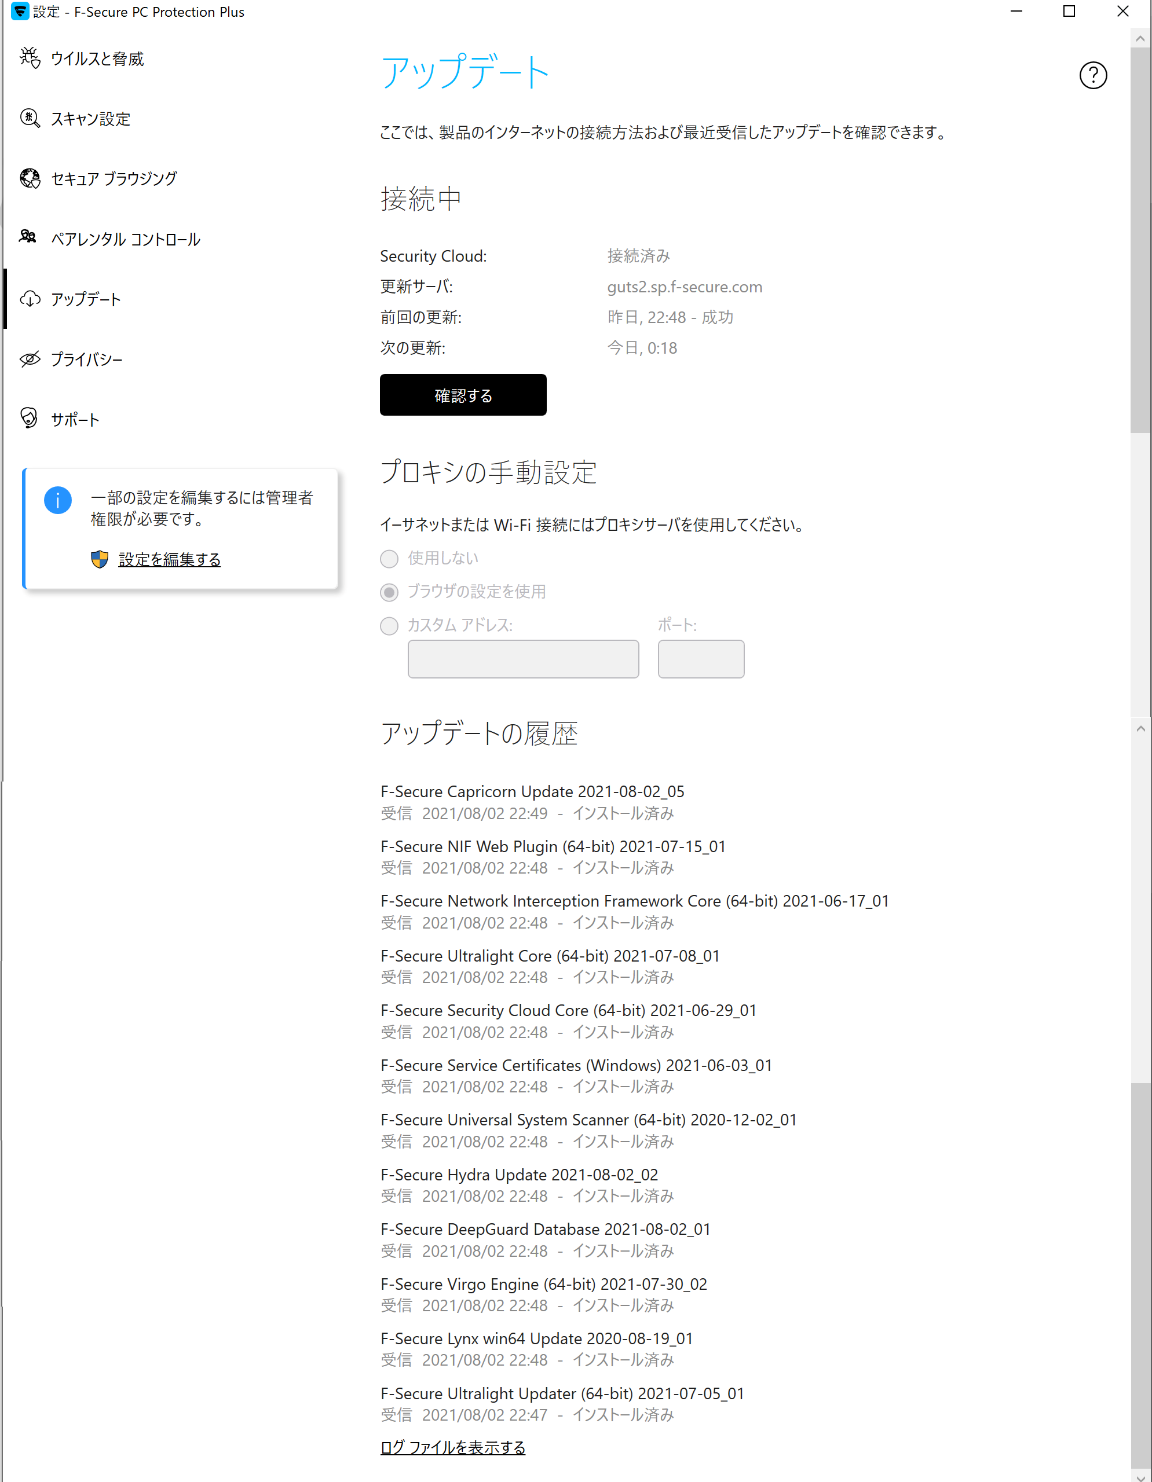 設定 - F-Secure PC Protection Plus
ウイルスと脅威
スキャン設定
セキュア ブラウジング
ペアレンタル コントロール
アップデート
プライバシー
サポート
i
一部の設定を編集するには管理者
権限が必要です。
設定を編集する
アップデート
?
ここでは、製品のインターネットの接続方法および最近受信したアップデートを確認できます。
接続中
Security Cloud: 接続済み
更新サーバ: guts2.sp.f-secure.com
前回の更新: 昨日, 22:48 - 成功
次の更新: 今日, 0:18
確認する
プロキシの手動設定
イーサネットまたは Wi-Fi 接続にはプロキシサーバを使用してください。
使用しない
ブラウザの設定を使用
カスタム アドレス: ポート:
アップデートの履歴
F-Secure Capricorn Update 2021-08-02_05
受信 2021/08/02 22:49 - インストール済み
F-Secure NIF Web Plugin (64-bit) 2021-07-15_01
受信 2021/08/02 22:48 - インストール済み
F-Secure Network Interception Framework Core (64-bit) 2021-06-17_01
受信 2021/08/02 22:48 - インストール済み
F-Secure Ultralight Core (64-bit) 2021-07-08_01
受信 2021/08/02 22:48 - インストール済み
F-Secure Security Cloud Core (64-bit) 2021-06-29_01
受信 2021/08/02 22:48 - インストール済み
F-Secure Service Certificates (Windows) 2021-06-03_01
受信 2021/08/02 22:48 - インストール済み
F-Secure Universal System Scanner (64-bit) 2020-12-02_01
受信 2021/08/02 22:48 - インストール済み
F-Secure Hydra Update 2021-08-02_02
受信 2021/08/02 22:48 - インストール済み
F-Secure DeepGuard Database 2021-08-02_01
受信 2021/08/02 22:48 - インストール済み
F-Secure Virgo Engine (64-bit) 2021-07-30_02
受信 2021/08/02 22:48 - インストール済み
F-Secure Lynx win64 Update 2020-08-19_01
受信 2021/08/02 22:48 - インストール済み
F-Secure Ultralight Updater (64-bit) 2021-07-05_01
受信 2021/08/02 22:47 - インストール済み
ログ ファイルを表示する